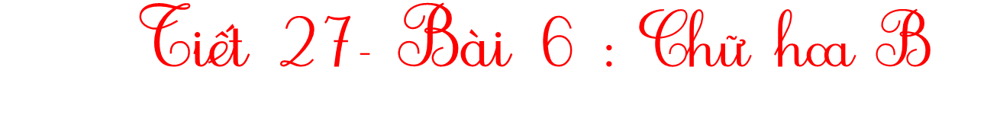 Tiết 27- Bài 6 : Chữ hoa B